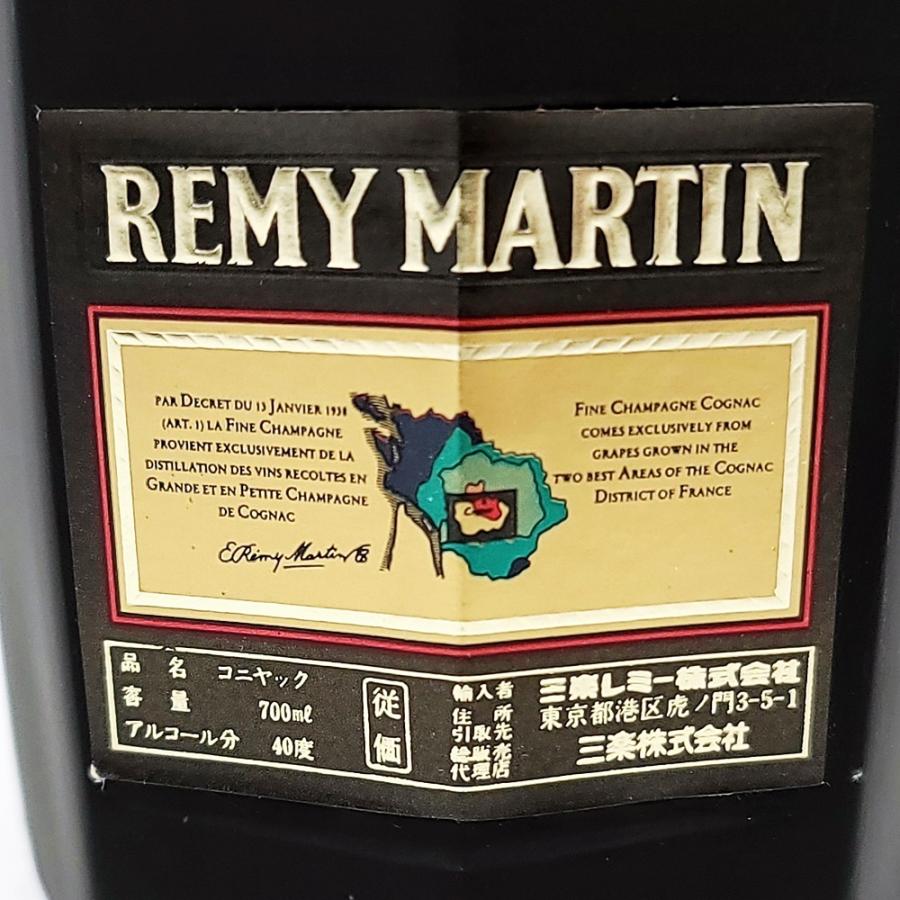 REMY MARTIN
PAR DECRET DU 13 JANVIER 1938
(ART. 1) LA FINE CHAMPAGNE
PROVIENT EXCLUSIVEMENT DE LA
DISTILLATION DES VINS RECOLTES EN
GRANDE ET EN PETITE CHAMPAGNE
DE COGNAC
E. Rémy Martin
FINE CHAMPAGNE COGNAC
COMES EXCLUSIVELY FROM
GRAPES GROWN IN THE
TWO BEST AREAS OF THE COGNAC
DISTRICT OF FRANCE
品名 コニヤック
容量 700ml
アルコール分 40度
従価
輸入者 三楽レミー株式会社
住所 東京都港区虎ノ門3-5-1
引取先
総販売代理店 三楽株式会社